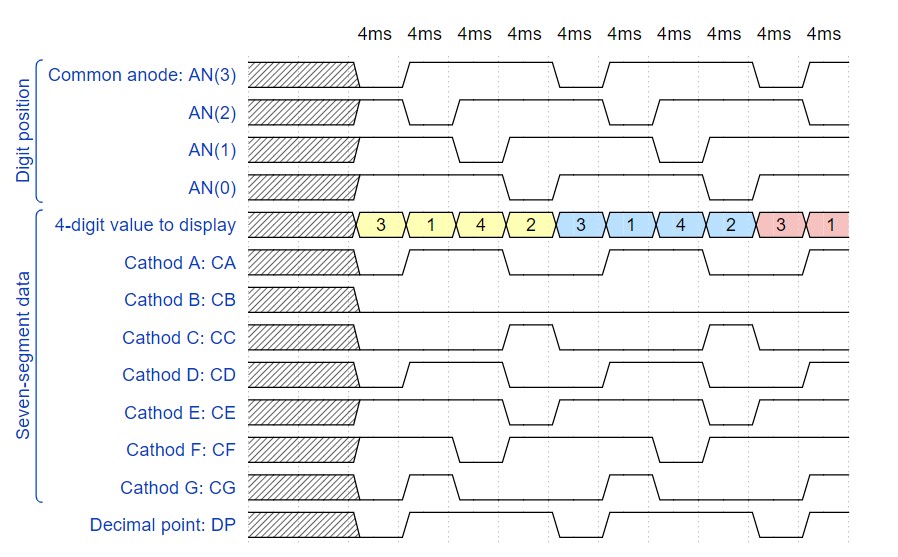 4ms 4ms 4ms 4ms 4ms 4ms 4ms 4ms 4ms 4ms
Digit position
Common anode: AN(3)
AN(2)
AN(1)
AN(0)
Seven-segment data
4-digit value to display 3 1 4 2 3 1 4 2 3 1
Cathod A: CA
Cathod B: CB
Cathod C: CC
Cathod D: CD
Cathod E: CE
Cathod F: CF
Cathod G: CG
Decimal point: DP